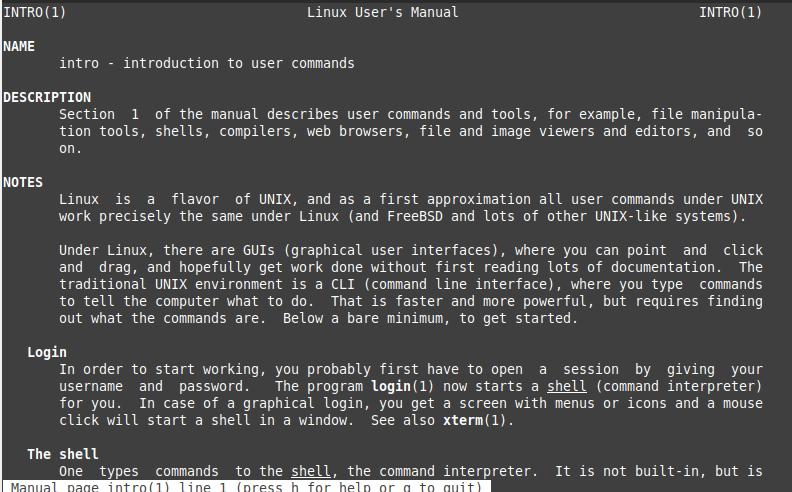 INTRO(1) Linux User's Manual INTRO(1)
NAME
intro - introduction to user commands
DESCRIPTION
Section 1 of the manual describes user commands and tools, for example, file manipula-
tion tools, shells, compilers, web browsers, file and image viewers and editors, and so
on.
NOTES
Linux is a flavor of UNIX, and as a first approximation all user commands under UNIX
work precisely the same under Linux (and FreeBSD and lots of other UNIX-like systems).
Under Linux, there are GUIs (graphical user interfaces), where you can point and click
and drag, and hopefully get work done without first reading lots of documentation. The
traditional UNIX environment is a CLI (command line interface), where you type commands
to tell the computer what to do. That is faster and more powerful, but requires finding
out what the commands are. Below a bare minimum, to get started.
Login
In order to start working, you probably first have to open a session by giving your
username and password. The program login(1) now starts a shell (command interpreter)
for you. In case of a graphical login, you get a screen with menus or icons and a mouse
click will start a shell in a window. See also xterm(1).
The shell
One types commands to the shell, the command interpreter. It is not built-in, but is
Manual page intro(1) line 1 (press h for help or q to quit)